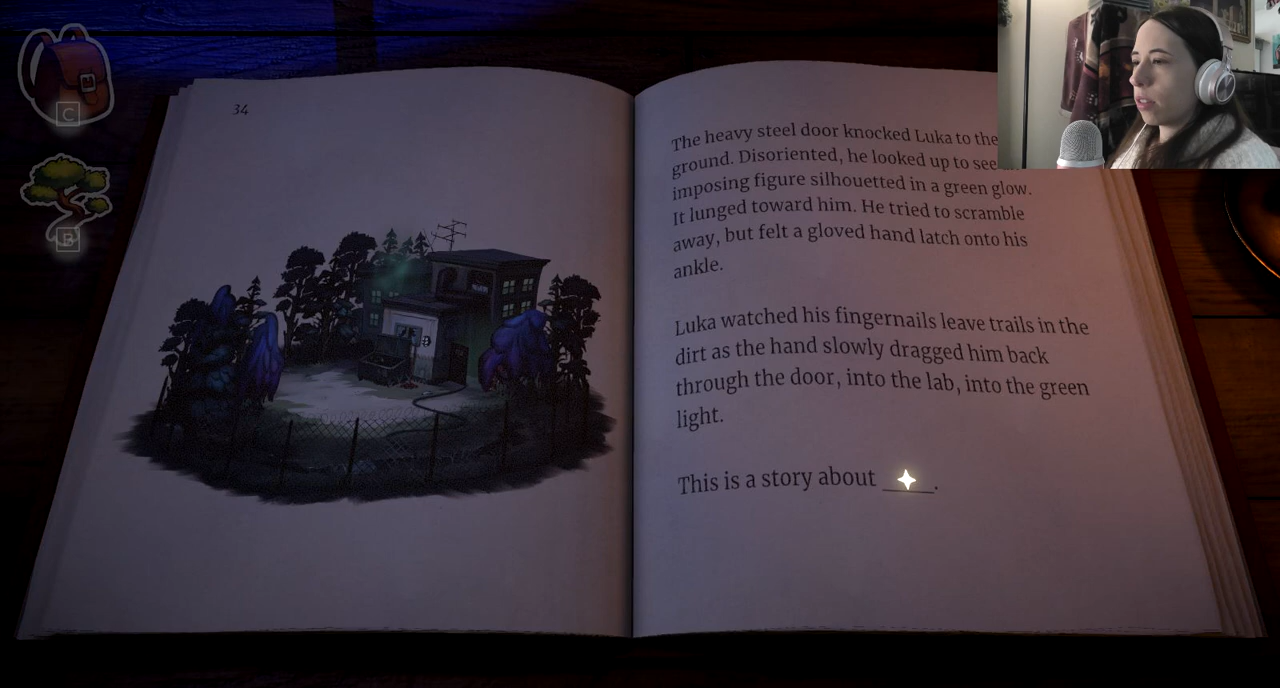 C
B
34
The heavy steel door knocked Luka to the
ground. Disoriented, he looked up to see
imposing figure silhouetted in a green glow.
It lunged toward him. He tried to scramble
away, but felt a gloved hand latch onto his
ankle.
Luka watched his fingernails leave trails in the
dirt as the hand slowly dragged him back
through the door, into the lab, into the green
light.
This is a story about ____.